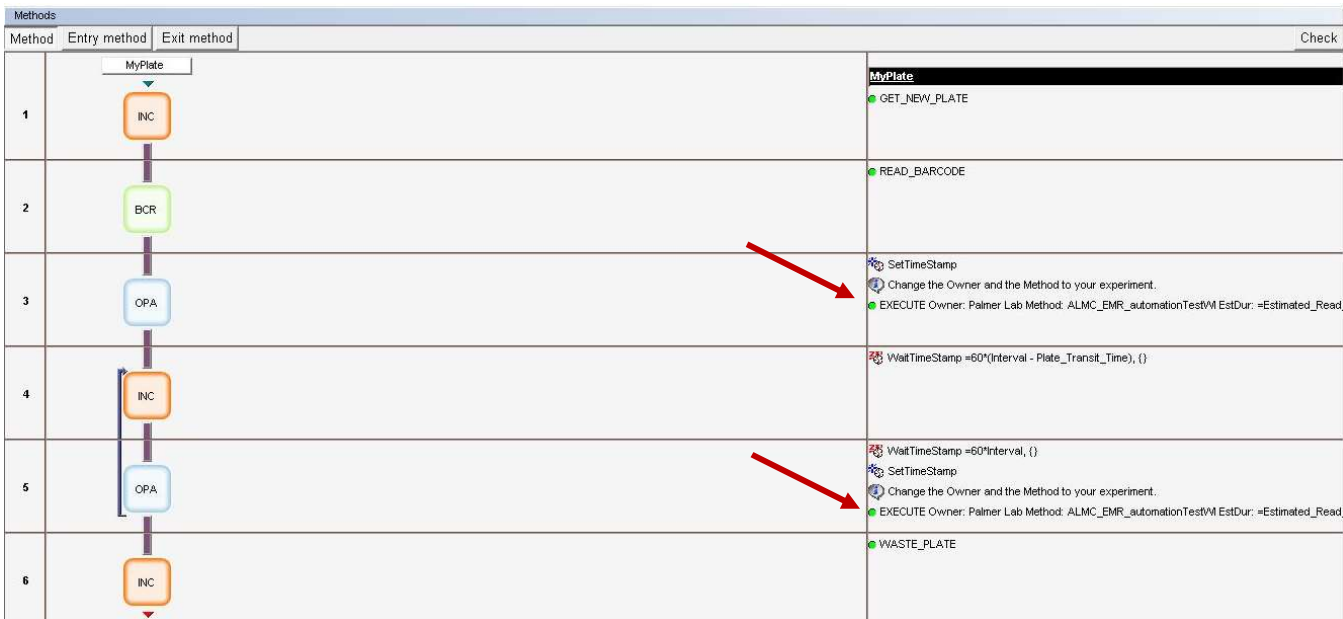 Methods
Method Entry method Exit method Check
MyPlate
MyPlate
1 INC GET_NEW_PLATE
2 BCR READ_BARCODE
SetTimeStamp
Change the Owner and the Method to your experiment.
3 OPA EXECUTE Owner: Palmer Lab Method: ALMC_EMR_automationTestWI EstDur: =Estimated_Read_
WaitTimeStamp =60*(Interval - Plate_Transit_Time), {}
4 INC
WaitTimeStamp =60*Interval, {}
SetTimeStamp
5 OPA Change the Owner and the Method to your experiment.
EXECUTE Owner: Palmer Lab Method: ALMC_EMR_automationTestWI EstDur: =Estimated_Read_
WASTE_PLATE
6 INC